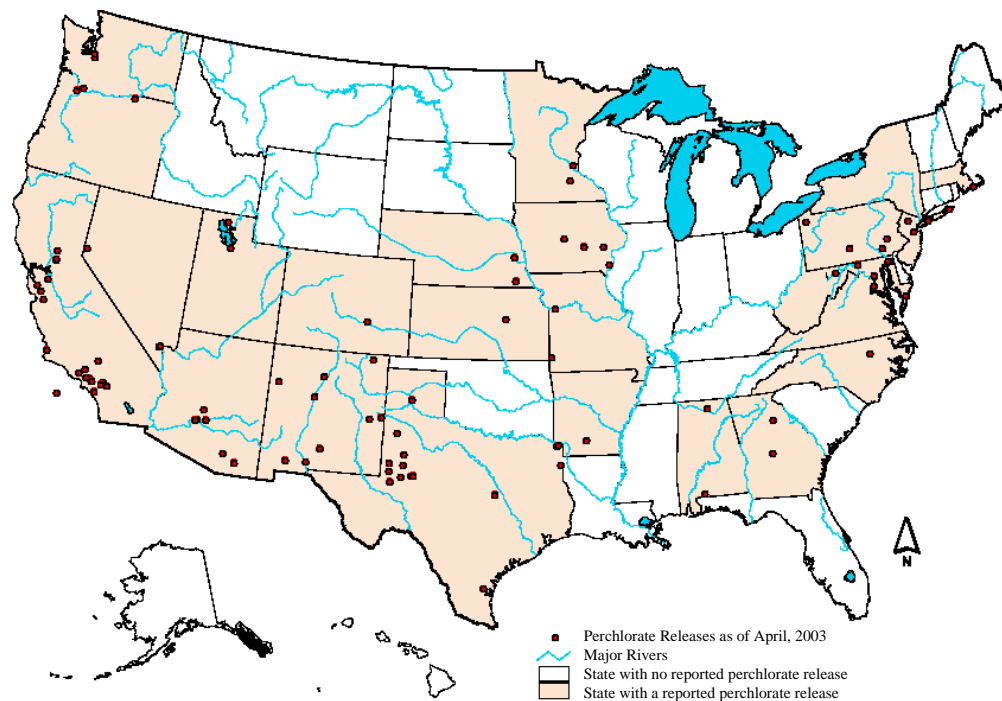 N
Perchlorate Releases as of April, 2003
Major Rivers
State with no reported perchlorate release
State with a reported perchlorate release